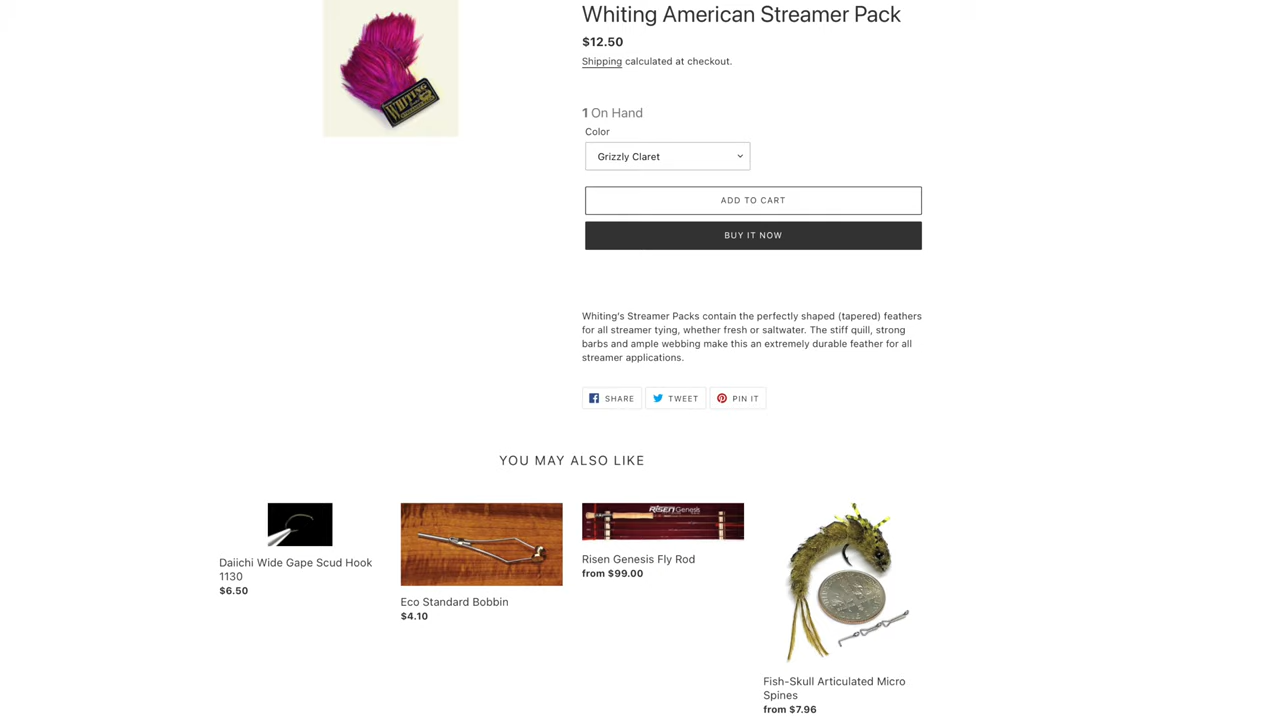 Whiting American Streamer Pack
$12.50
Shipping calculated at checkout.
1 On Hand
Color
Grizzly Claret
ADD TO CART
BUY IT NOW
WHITING
Whiting's Streamer Packs contain the perfectly shaped (tapered) feathers
for all streamer tying, whether fresh or saltwater. The stiff quill, strong
barbs and ample webbing make this an extremely durable feather for all
streamer applications.
SHARE
TWEET
PIN IT
YOU MAY ALSO LIKE
Daiichi Wide Gape Scud Hook
1130
$6.50
Eco Standard Bobbin
$4.10
RISEN Genesis
Risen Genesis Fly Rod
from $99.00
Fish-Skull Articulated Micro
Spines
from $7.96